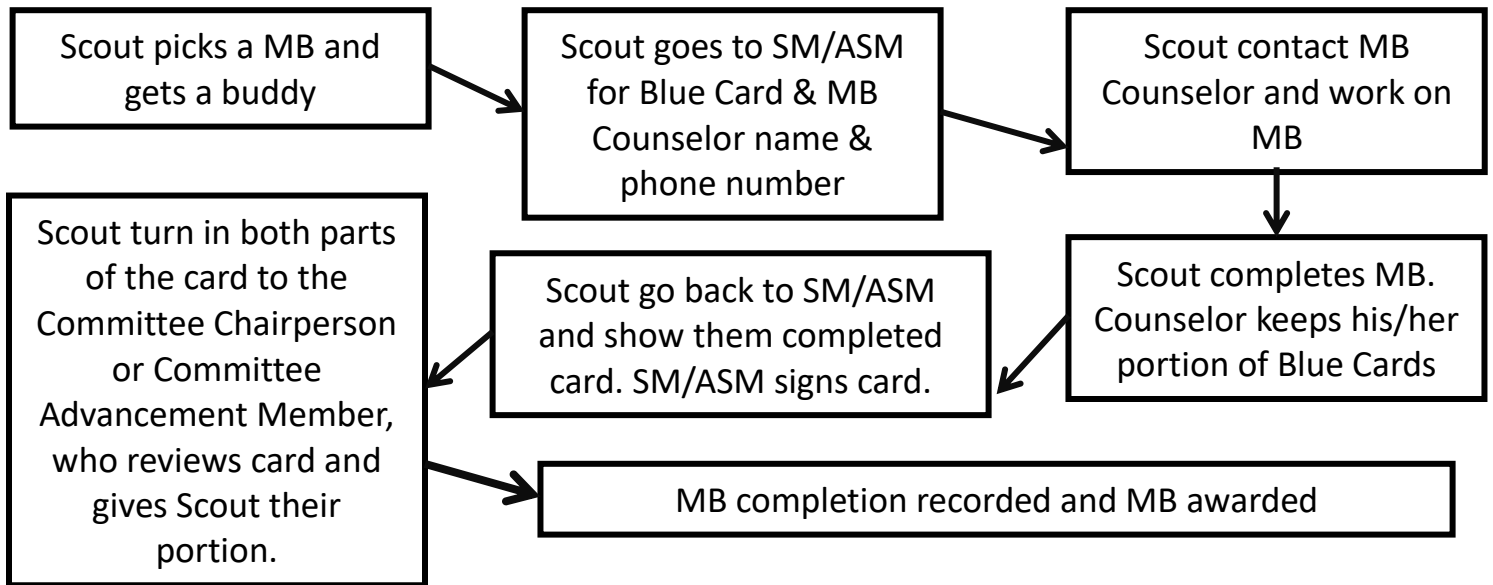 Scout picks a MB and
gets a buddy
Scout goes to SM/ASM
for Blue Card & MB
Counselor name &
phone number
Scout contact MB
Counselor and work on
MB
Scout completes MB.
Counselor keeps his/her
portion of Blue Cards
Scout go back to SM/ASM
and show them completed
card. SM/ASM signs card.
Scout turn in both parts
of the card to the
Committee Chairperson
or Committee
Advancement Member,
who reviews card and
gives Scout their
portion.
MB completion recorded and MB awarded